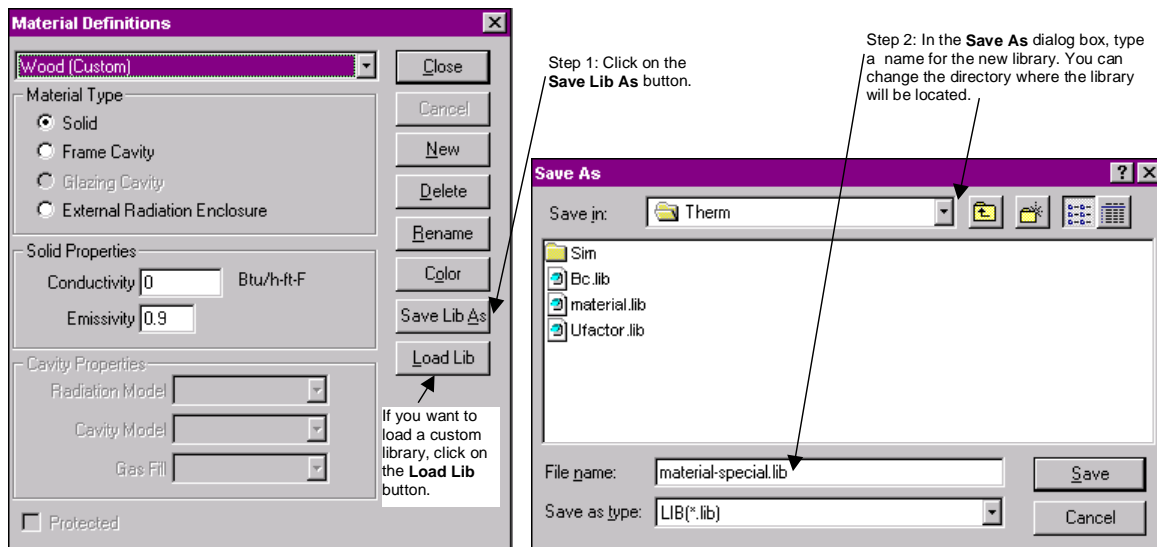 Material Definitions
Wood (Custom)
Material Type
Solid
Frame Cavity
Glazing Cavity
External Radiation Enclosure
Solid Properties
Conductivity 0 Btu/h-ft-F
Emissivity 0.9
Cavity Properties
Radiation Model
Cavity Model
Gas Fill
Protected
Close
Cancel
New
Delete
Rename
Color
Save Lib As
Load Lib
If you want to
load a custom
library, click on
the Load Lib
button.
Step 1: Click on the
Save Lib As button.
Step 2: In the Save As dialog box, type
a name for the new library. You can
change the directory where the library
will be located.
Save As
Save in: Therm
Sim
Bc.lib
material.lib
Ufactor.lib
File name: material-special.lib
Save
Save as type: LIB(*.lib)
Cancel